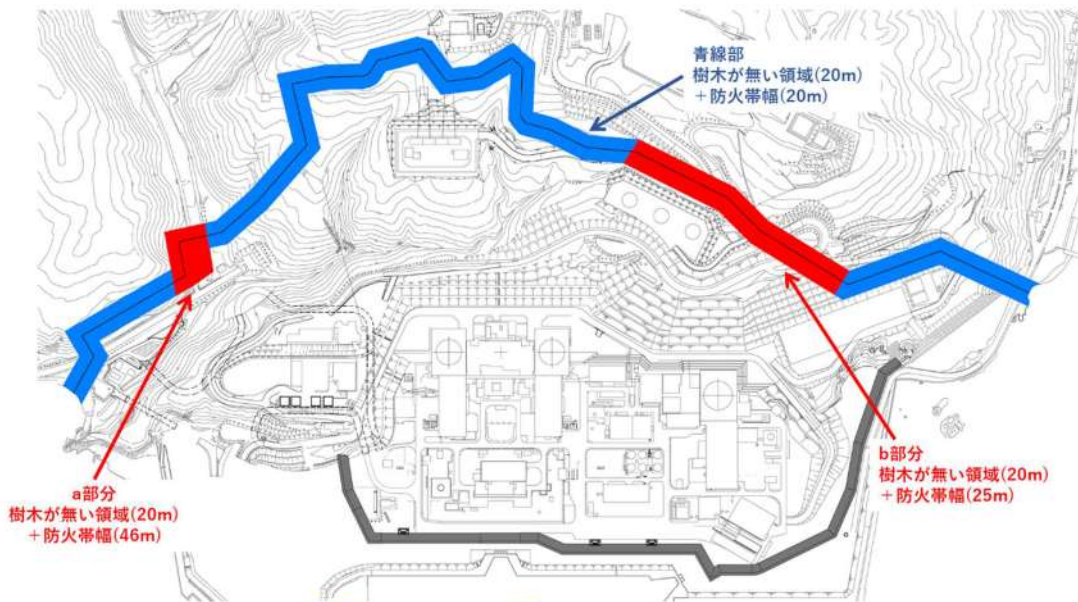 青線部
樹木が無い領域(20m)
＋防火帯幅(20m)
a部分
樹木が無い領域(20m)
＋防火帯幅(46m)
b部分
樹木が無い領域(20m)
＋防火帯幅(25m)